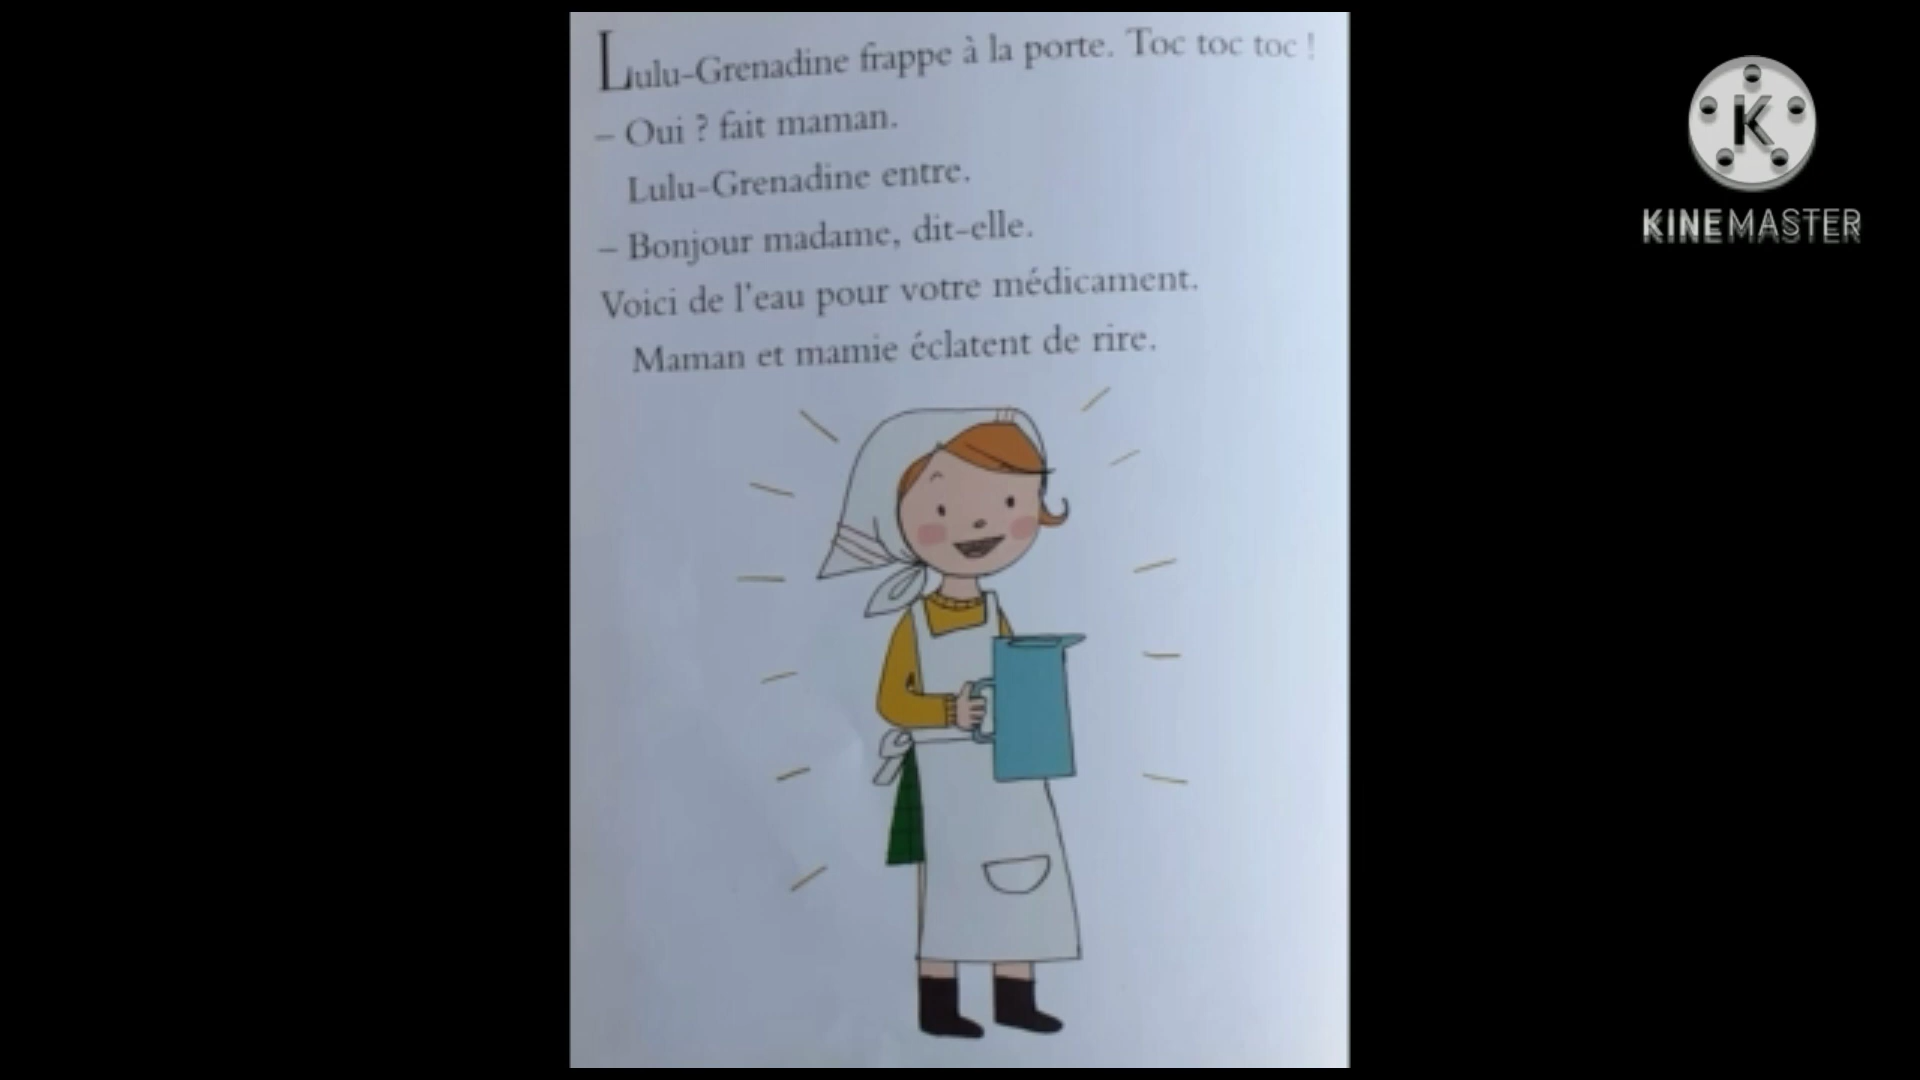 Lulu-Grenadine frappe à la porte. Toc toc toc !
– Oui ? fait maman.
Lulu-Grenadine entre.
– Bonjour madame, dit-elle.
Voici de l'eau pour votre médicament.
Maman et mamie éclatent de rire.
K
KINEMASTER